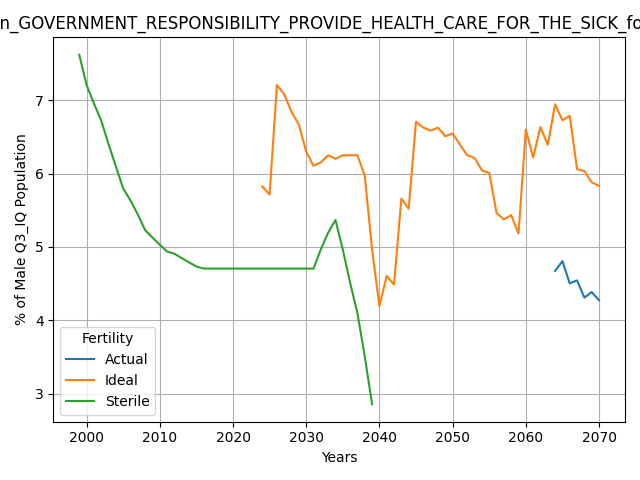 n_GOVERNMENT_RESPONSIBILITY_PROVIDE_HEALTH_CARE_FOR_THE_SICK_fo
% of Male Q3_IQ Population
7
6
5
4
3
Fertility
Actual
Ideal
Sterile
2000 2010 2020 2030 2040 2050 2060 2070
Years